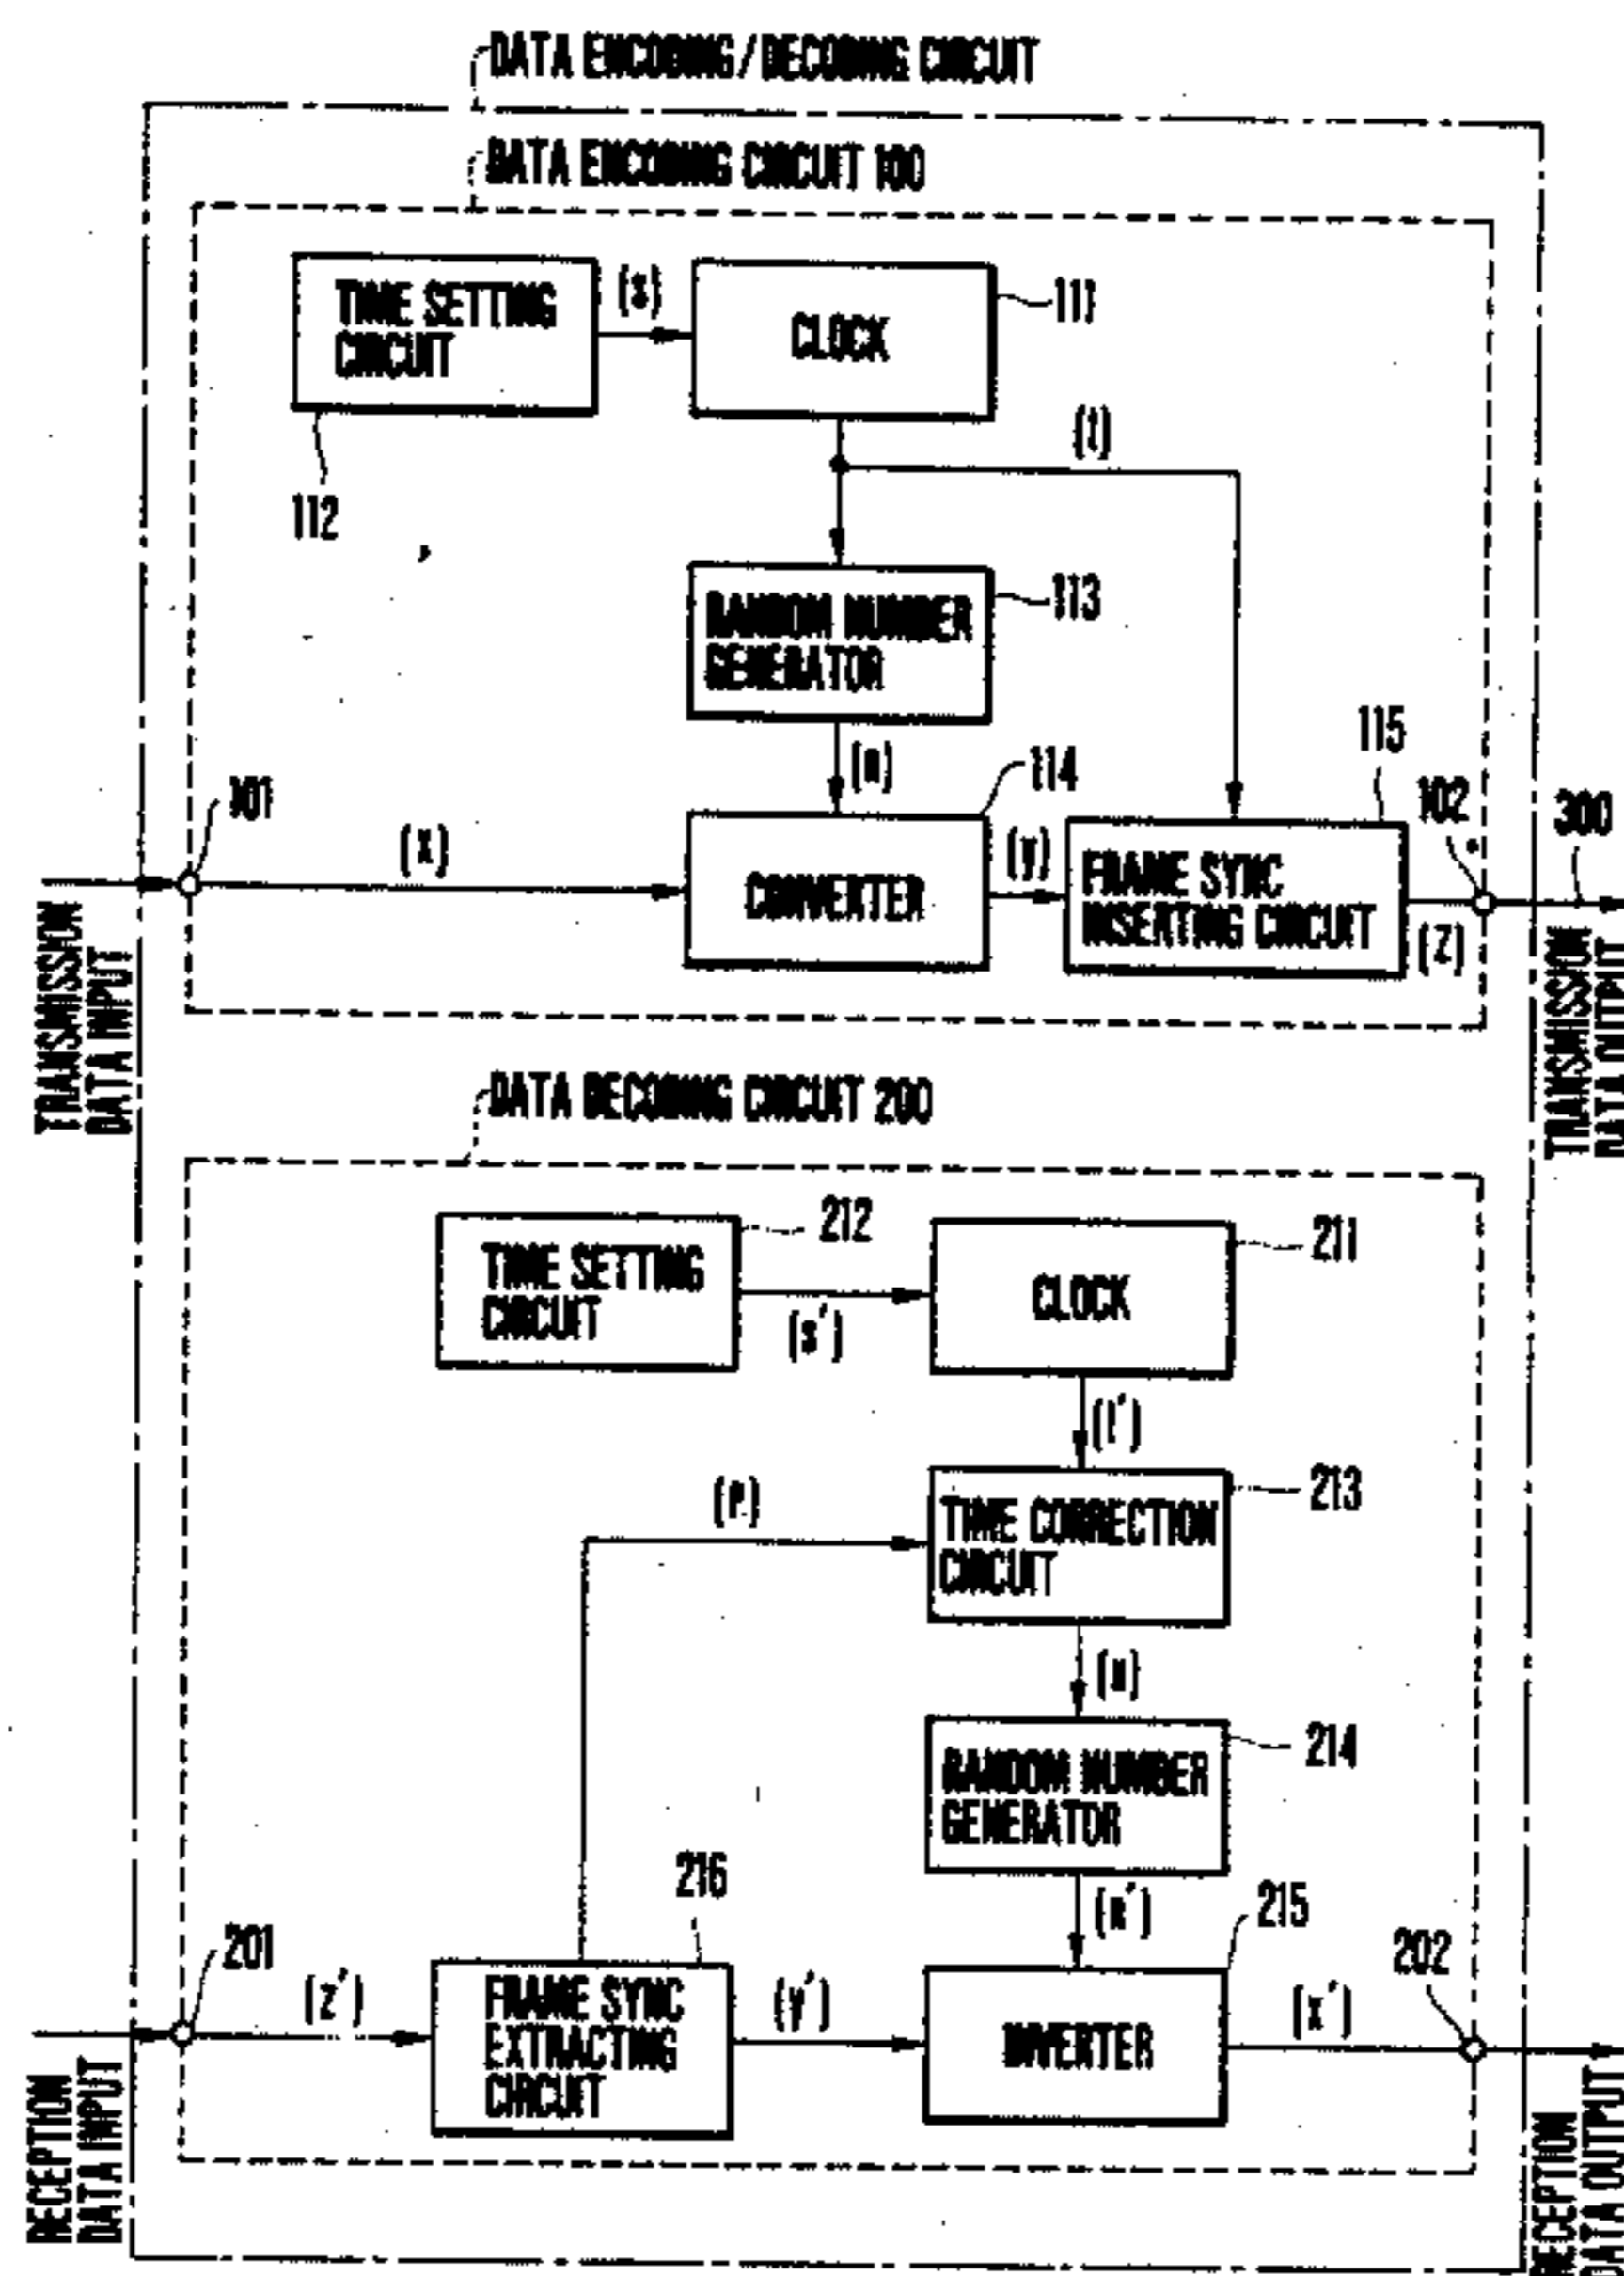 DATA ENCODING/DECODING CIRCUIT
DATA ENCODING CIRCUIT 100
TIME SETTING
CIRCUIT
(s)
CLOCK
111
112
(t)
RANDOM NUMBER
GENERATOR
113
(n)
114
115
102
300
101
(x)
CONVERTER
(y)
FRAME SYNC
INSERTING CIRCUIT
(z)
TRANSMISSION
DATA INPUT
TRANSMISSION
DATA OUTPUT
DATA DECODING CIRCUIT 200
TIME SETTING
CIRCUIT
212
(s')
CLOCK
211
(t')
(P)
TIME CORRECTION
CIRCUIT
213
(u)
RANDOM NUMBER
GENERATOR
214
(n')
216
215
201
202
(z')
FRAME SYNC
EXTRACTING
CIRCUIT
(y')
INVERTER
(x')
RECEPTION
DATA INPUT
RECEPTION
DATA OUTPUT